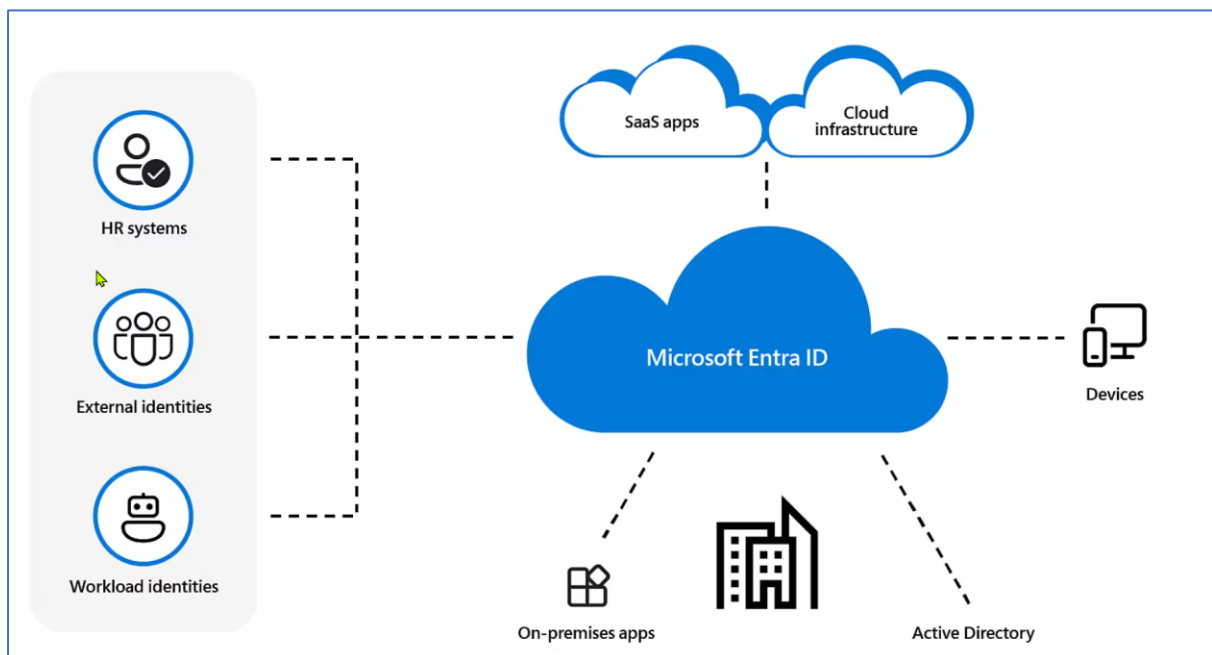 SaaS apps
Cloud
infrastructure
HR systems
Microsoft Entra ID
Devices
External identities
Workload identities
On-premises apps
Active Directory